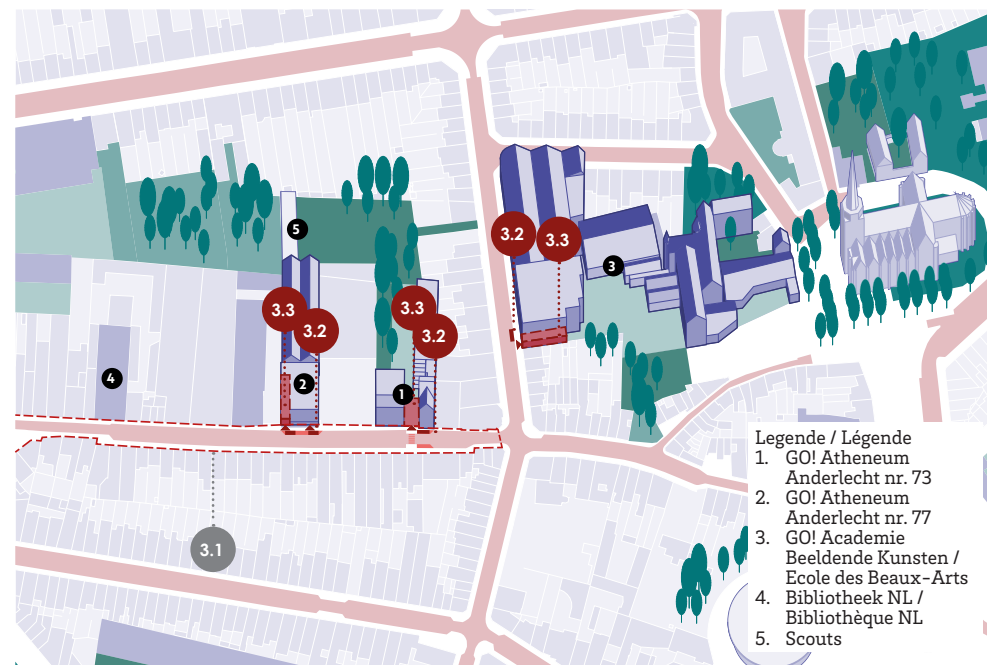 3.2
3.3
5
3
3.3
3.2
3.3
3.2
4
2
1
3.1
Legende / Légende
1. GO! Atheneum
Anderlecht nr. 73
2. GO! Atheneum
Anderlecht nr. 77
3. GO! Academie
Beeldende Kunsten /
Ecole des Beaux-Arts
4. Bibliotheek NL /
Bibliothèque NL
5. Scouts